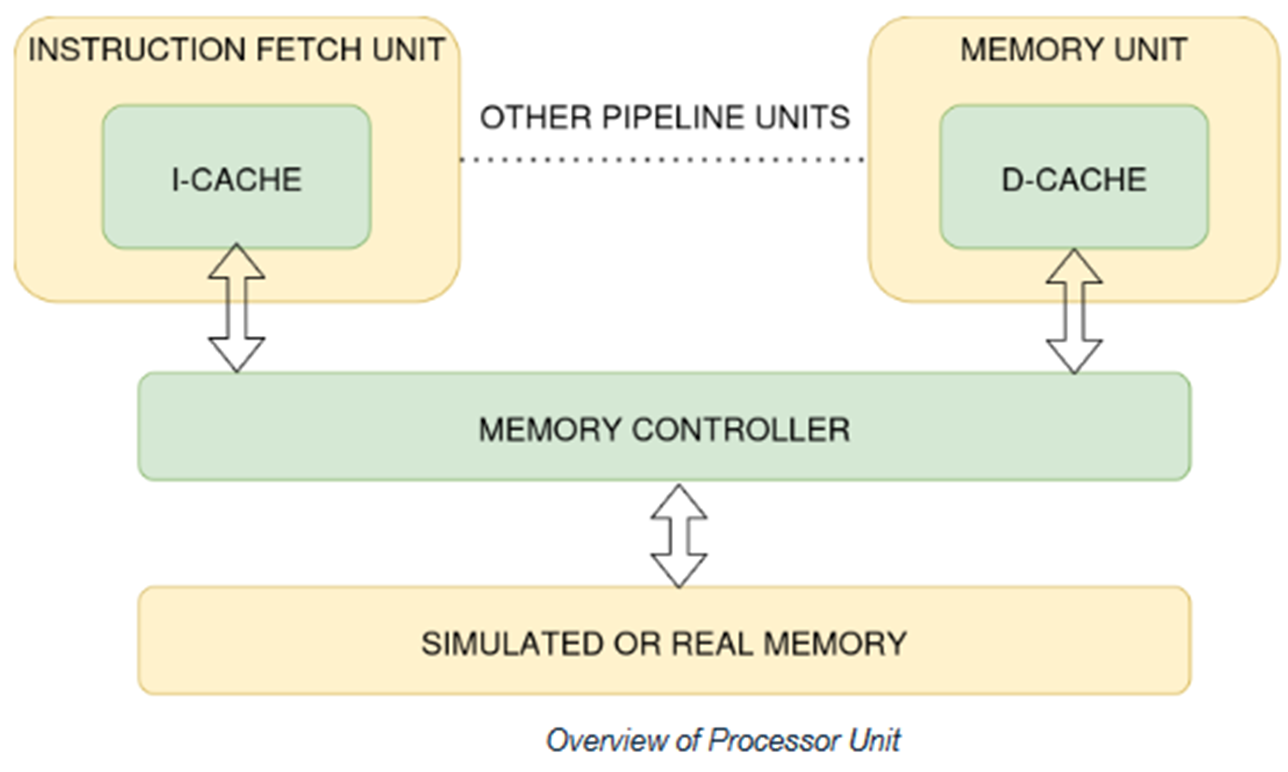 INSTRUCTION FETCH UNIT
MEMORY UNIT
OTHER PIPELINE UNITS
I-CACHE
D-CACHE
MEMORY CONTROLLER
SIMULATED OR REAL MEMORY
Overview of Processor Unit